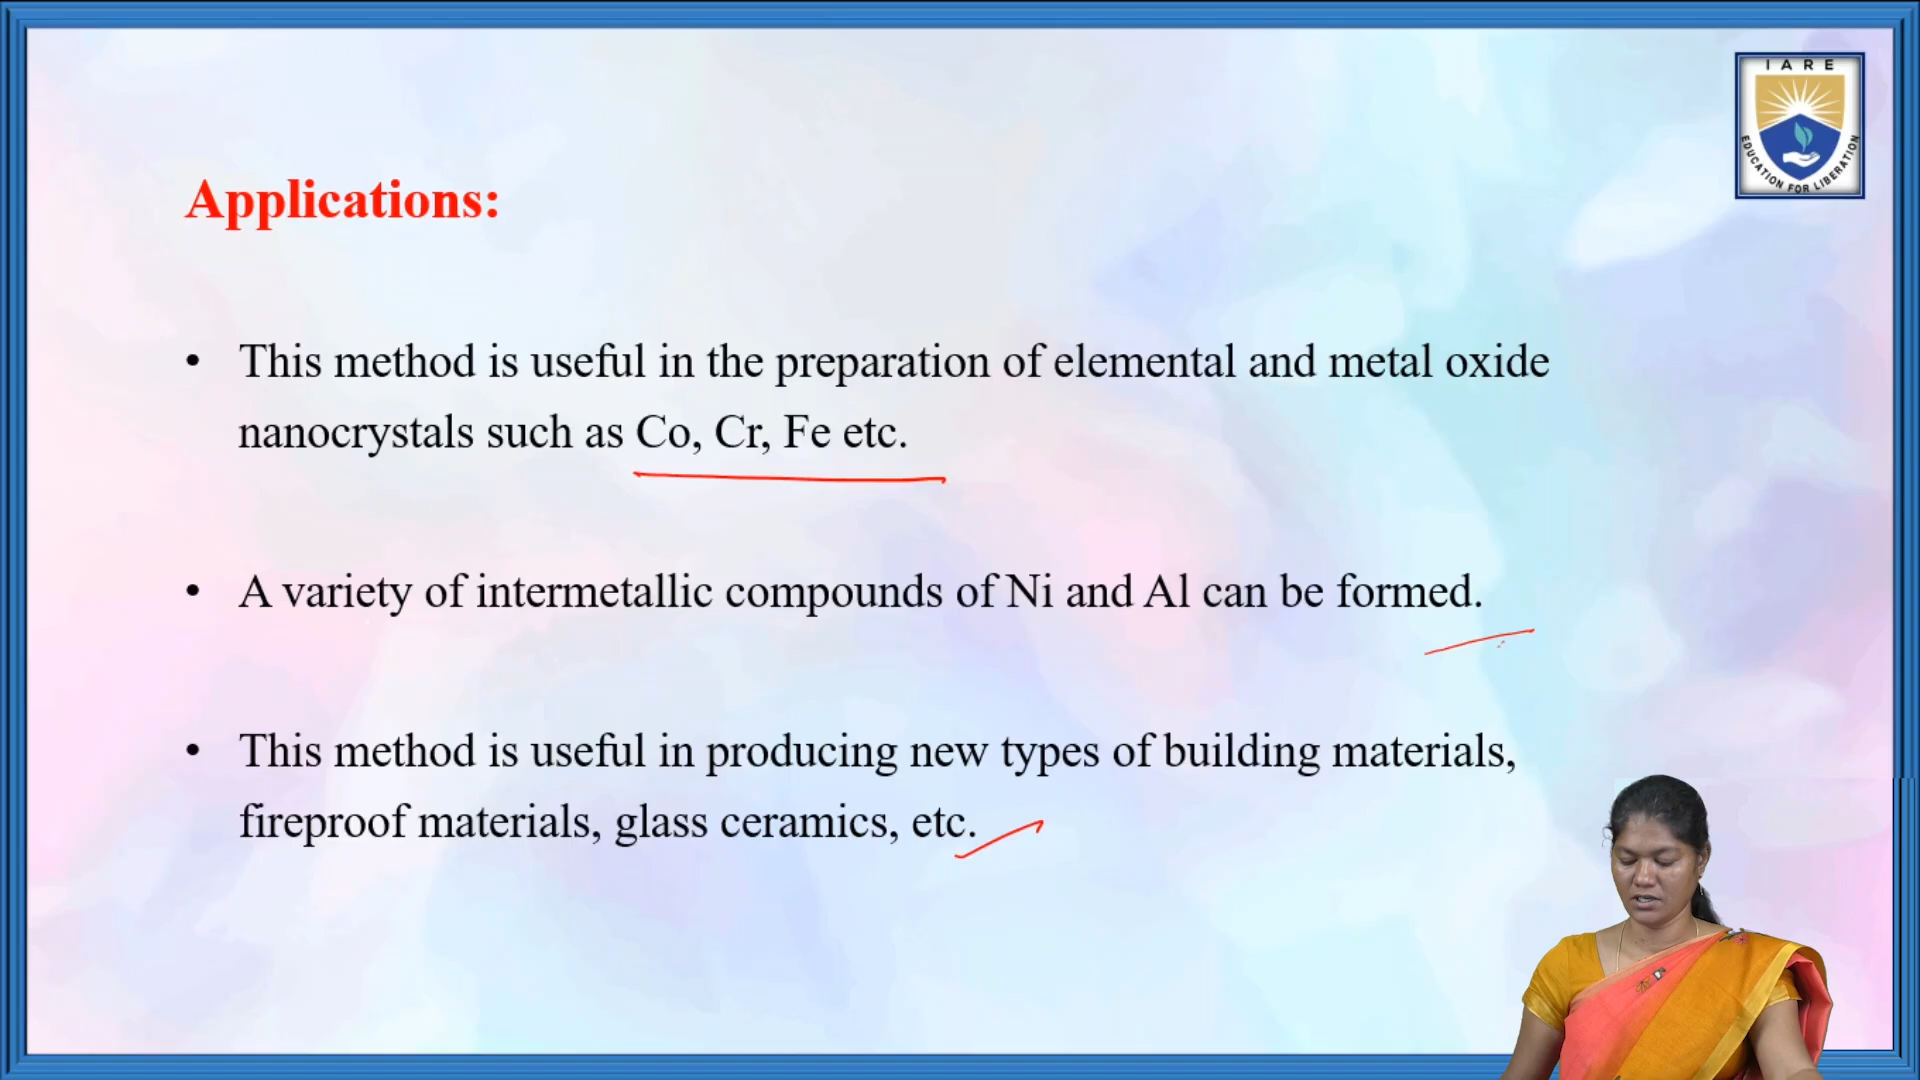 IARE
EDUCATION FOR LIBERATION
Applications:
• This method is useful in the preparation of elemental and metal oxide
nanocrystals such as Co, Cr, Fe etc.
• A variety of intermetallic compounds of Ni and Al can be formed.
• This method is useful in producing new types of building materials,
fireproof materials, glass ceramics, etc.